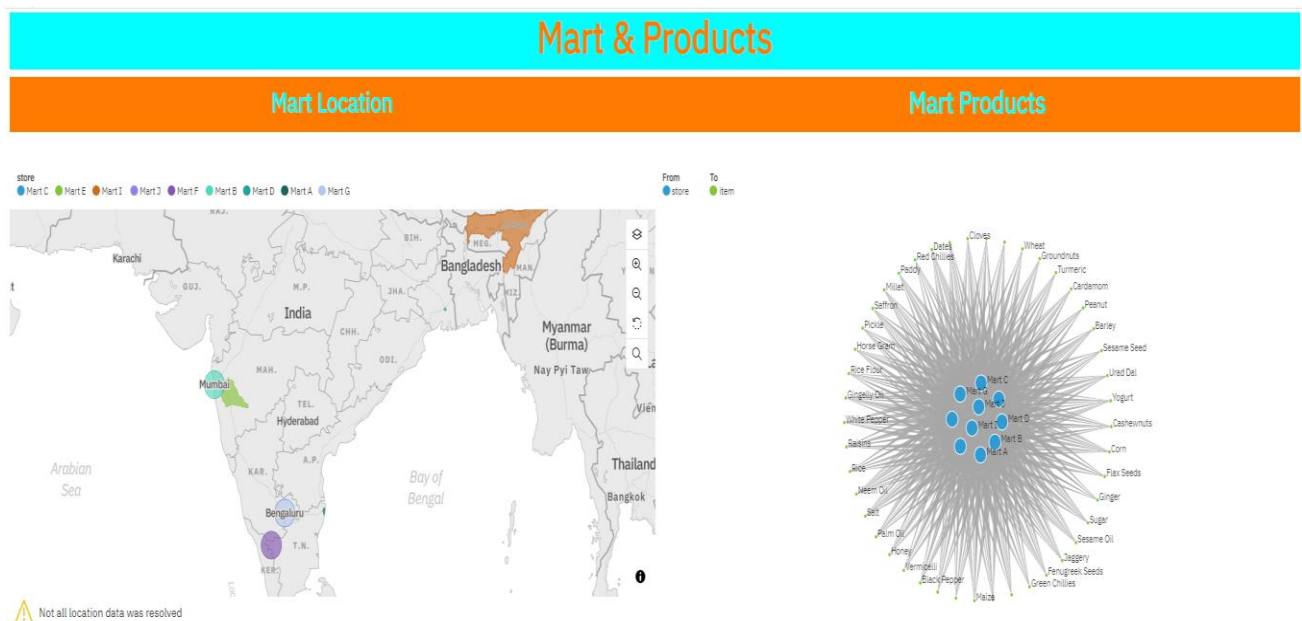 Mart & Products
Mart Location
Mart Products
store
Mart C Mart E Mart I Mart J Mart F Mart B Mart D Mart A Mart G
From To
store item
RAJ.
BIH.
MEG.
Karachi
Bangladesh
MAN.
GUJ.
M.P.
JHA.
MIZ.
India
CHH.
Myanmar
(Burma)
ODI.
Mumbai
MAH.
Nay Pyi Taw
TEL.
Hyderabad
Arabian
Sea
KAR.
A.P.
Bay of
Bengal
Thailand
Bangkok
Bengaluru
T.N.
KER.
Not all location data was resolved
Cloves
Dates
Wheat
Red Chillies
Groundnuts
Paddy
Turmeric
Millet
Cardamom
Saffron
Peanut
Pickle
Barley
Horse Gram
Sesame Seed
Rice Flour
Urad Dal
Gingelly Oil
Yogurt
White Pepper
Cashewnuts
Raisins
Corn
Rice
Flax Seeds
Neem Oil
Ginger
Salt
Sugar
Palm Oil
Sesame Oil
Honey
Jaggery
Vermicelli
Fenugreek Seeds
Black Pepper
Green Chillies
Maize
Mart C
Mart G
Mart D
Mart B
Mart A